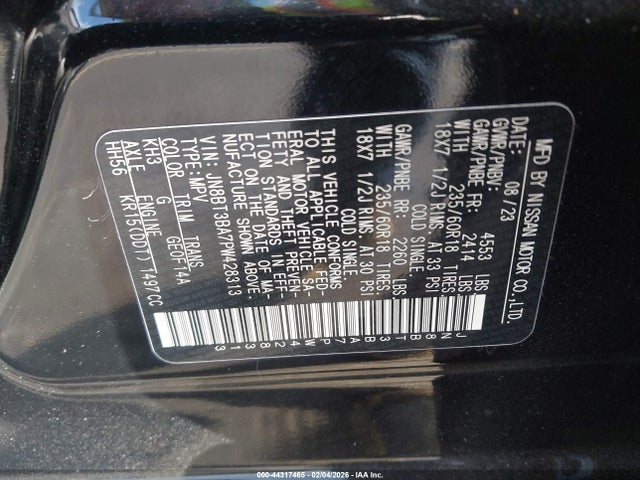 MFD. BY NISSAN MOTOR CO.,LTD.
DATE: 03/23
GVWR/PNBV: 4553 LBS
GAWR/PNBE FR: 2414 LBS.
WITH 235/60R18 TIRES.
18X7 1/2J RIMS, AT 33 PSI
COLD SINGLE.
GAWR/PNBE RR: 2260 LBS.
WITH 235/60R18 TIRES.
18X7 1/2J RIMS, AT 30 PSI
COLD SINGLE.
THIS VEHICLE CONFORMS
TO ALL APPLICABLE FED-
ERAL MOTOR VEHICLE SA-
FETY AND THEFT PREVEN-
TION STANDARDS IN EFF-
ECT ON THE DATE OF MA-
NUFACTURE SHOWN ABOVE.
VIN: JN8BT3BA7PW428313
TYPE: MPV
COLOR TRIM TRANS
KH3 G GE0F14A
AXLE ENGINE
HH56 KR15(DDT) 1497CC
JN8BT3BA7PW428313
000-44317465 - 02/04/2026 - IAA Inc.